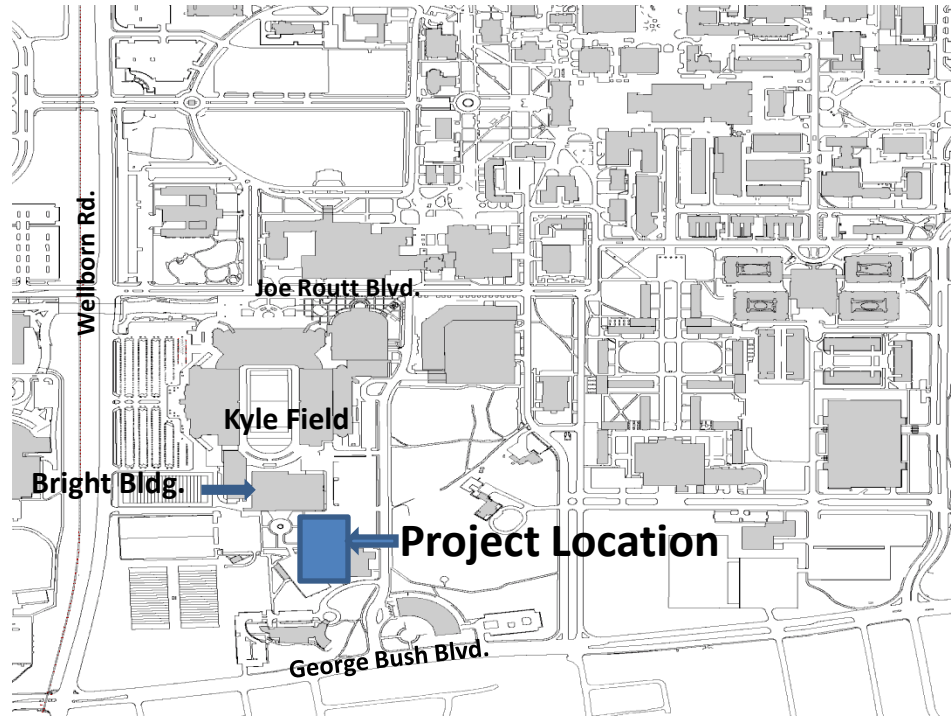 Wellborn Rd.
Joe Routt Blvd.
Kyle Field
Bright Bldg.
Project Location
George Bush Blvd.